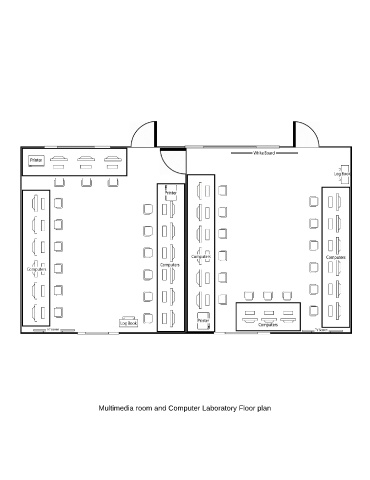 White Board
Printer
Log Book
Printer
Computers
Computers
Computers
Computers
Printer
Log Book
Computers
Multimedia room and Computer Laboratory Floor plan